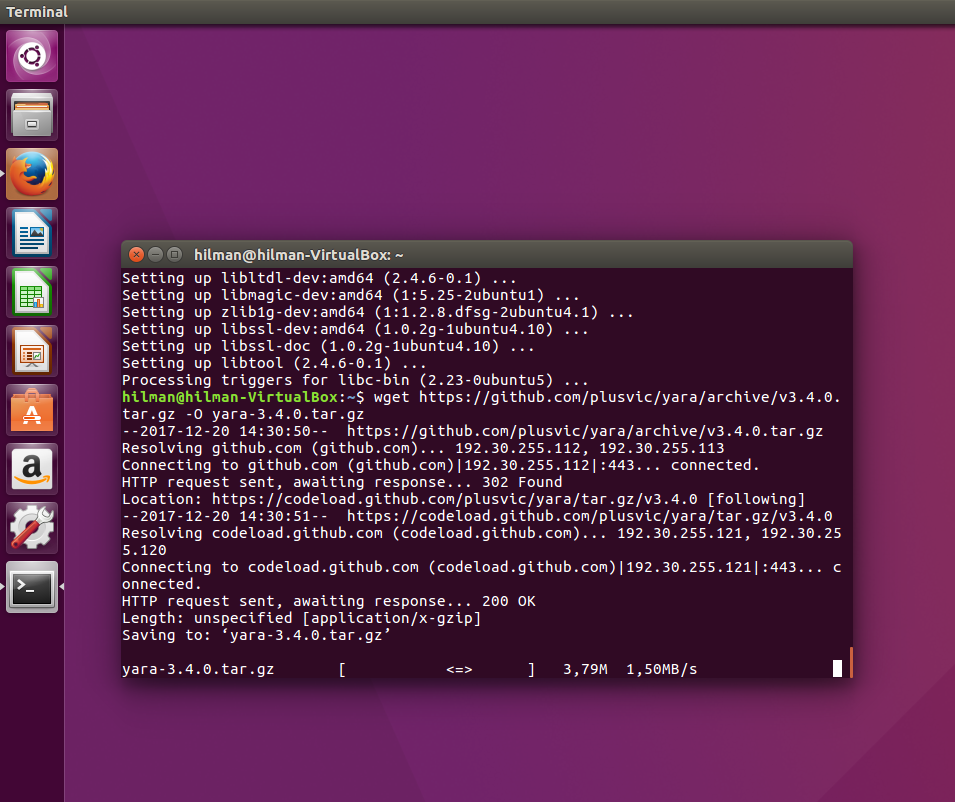 Terminal
hilman@hilman-VirtualBox: ~
Setting up libltdl-dev:amd64 (2.4.6-0.1) ...
Setting up libmagic-dev:amd64 (1:5.25-2ubuntu1) ...
Setting up zlib1g-dev:amd64 (1:1.2.8.dfsg-2ubuntu4.1) ...
Setting up libssl-dev:amd64 (1.0.2g-1ubuntu4.10) ...
Setting up libssl-doc (1.0.2g-1ubuntu4.10) ...
Setting up libtool (2.4.6-0.1) ...
Processing triggers for libc-bin (2.23-0ubuntu5) ...
hilman@hilman-VirtualBox:~$ wget https://github.com/plusvic/yara/archive/v3.4.0.
tar.gz -O yara-3.4.0.tar.gz
--2017-12-20 14:30:50--  https://github.com/plusvic/yara/archive/v3.4.0.tar.gz
Resolving github.com (github.com)... 192.30.255.112, 192.30.255.113
Connecting to github.com (github.com)|192.30.255.112|:443... connected.
HTTP request sent, awaiting response... 302 Found
Location: https://codeload.github.com/plusvic/yara/tar.gz/v3.4.0 [following]
--2017-12-20 14:30:51--  https://codeload.github.com/plusvic/yara/tar.gz/v3.4.0
Resolving codeload.github.com (codeload.github.com)... 192.30.255.121, 192.30.25
5.120
Connecting to codeload.github.com (codeload.github.com)|192.30.255.121|:443... c
onnected.
HTTP request sent, awaiting response... 200 OK
Length: unspecified [application/x-gzip]
Saving to: ‘yara-3.4.0.tar.gz’
yara-3.4.0.tar.gz       [           <=>      ]   3,79M  1,50MB/s